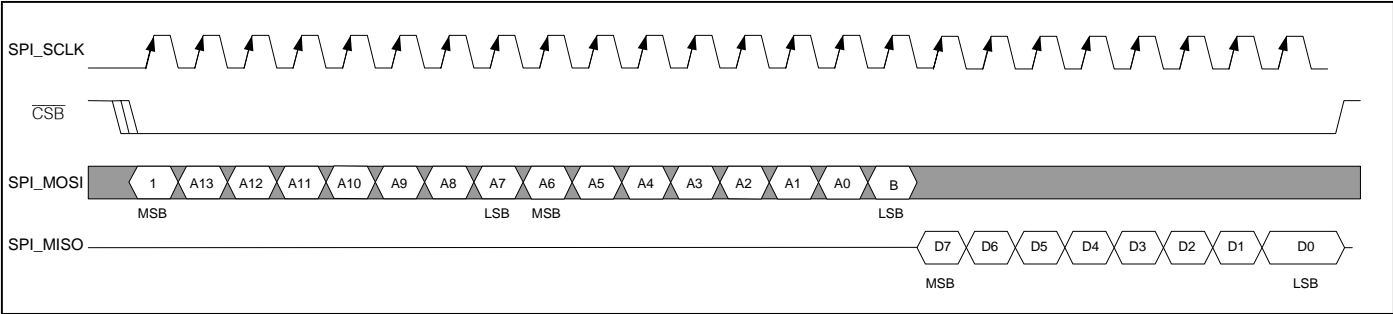 SPI_SCLK
CSB
SPI_MOSI 1 A13 A12 A11 A10 A9 A8 A7 A6 A5 A4 A3 A2 A1 A0 B
MSB LSB MSB LSB
SPI_MISO D7 D6 D5 D4 D3 D2 D1 D0
MSB LSB